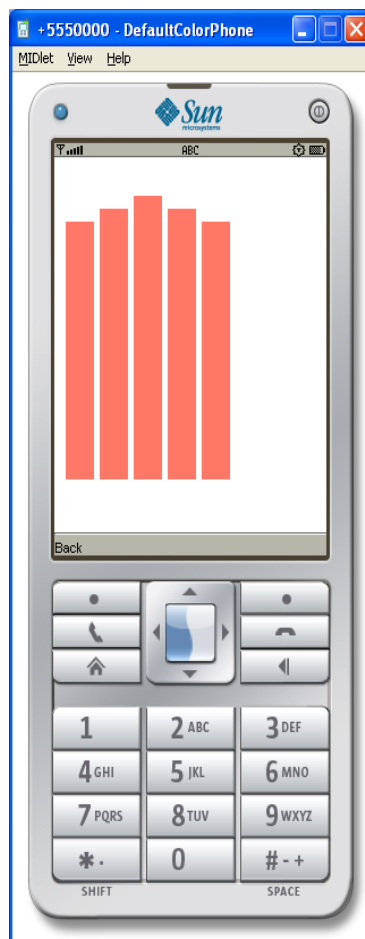 +5550000 - DefaultColorPhone
MIDlet View Help
Sun
microsystems
ABC
Back
1 2 ABC 3 DEF
4 GHI 5 JKL 6 MNO
7 PQRS 8 TUV 9 WXYZ
* . 0 # - +
SHIFT SPACE